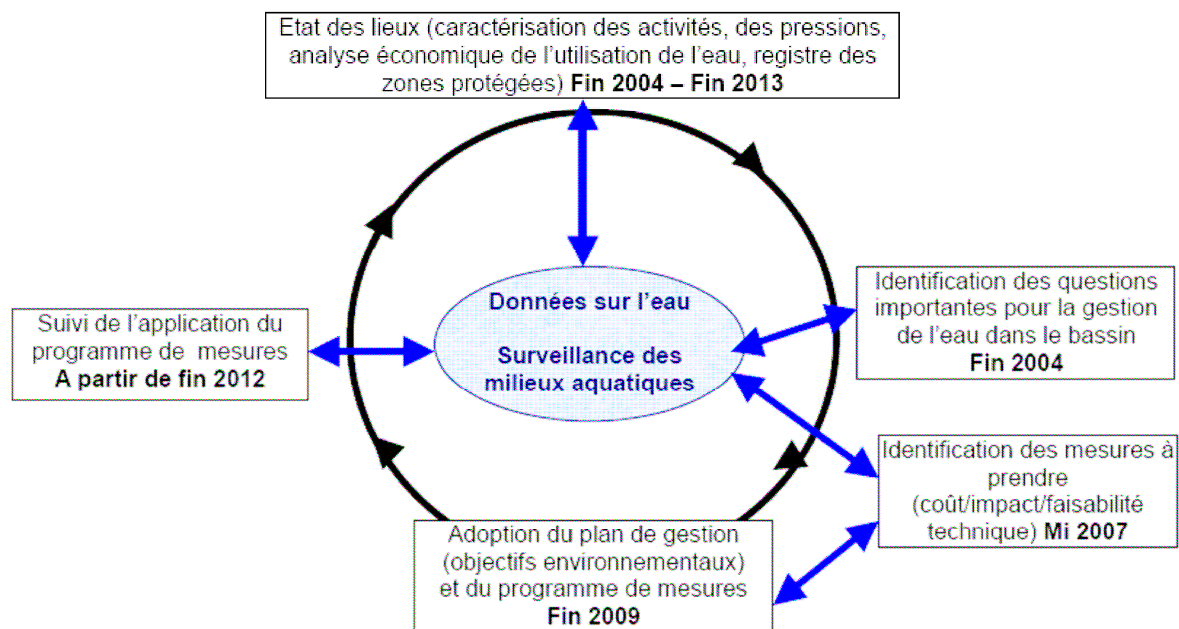 Etat des lieux (caractérisation des activités, des pressions,
analyse économique de l'utilisation de l'eau, registre des
zones protégées) Fin 2004 – Fin 2013
Données sur l'eau
Surveillance des
milieux aquatiques
Identification des questions
importantes pour la gestion
de l'eau dans le bassin
Fin 2004
Identification des mesures à
prendre
(coût/impact/faisabilité
technique) Mi 2007
Adoption du plan de gestion
(objectifs environnementaux)
et du programme de mesures
Fin 2009
Suivi de l'application du
programme de mesures
A partir de fin 2012